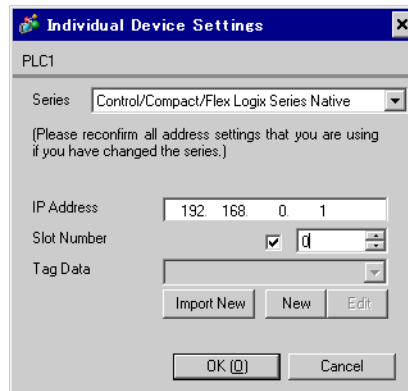 Individual Device Settings
PLC1
Series Control/Compact/Flex Logix Series Native
(Please reconfirm all address settings that you are using
if you have changed the series.)
IP Address 192. 168. 0. 1
Slot Number 0
Tag Data
Import New New Edit
OK (O) Cancel